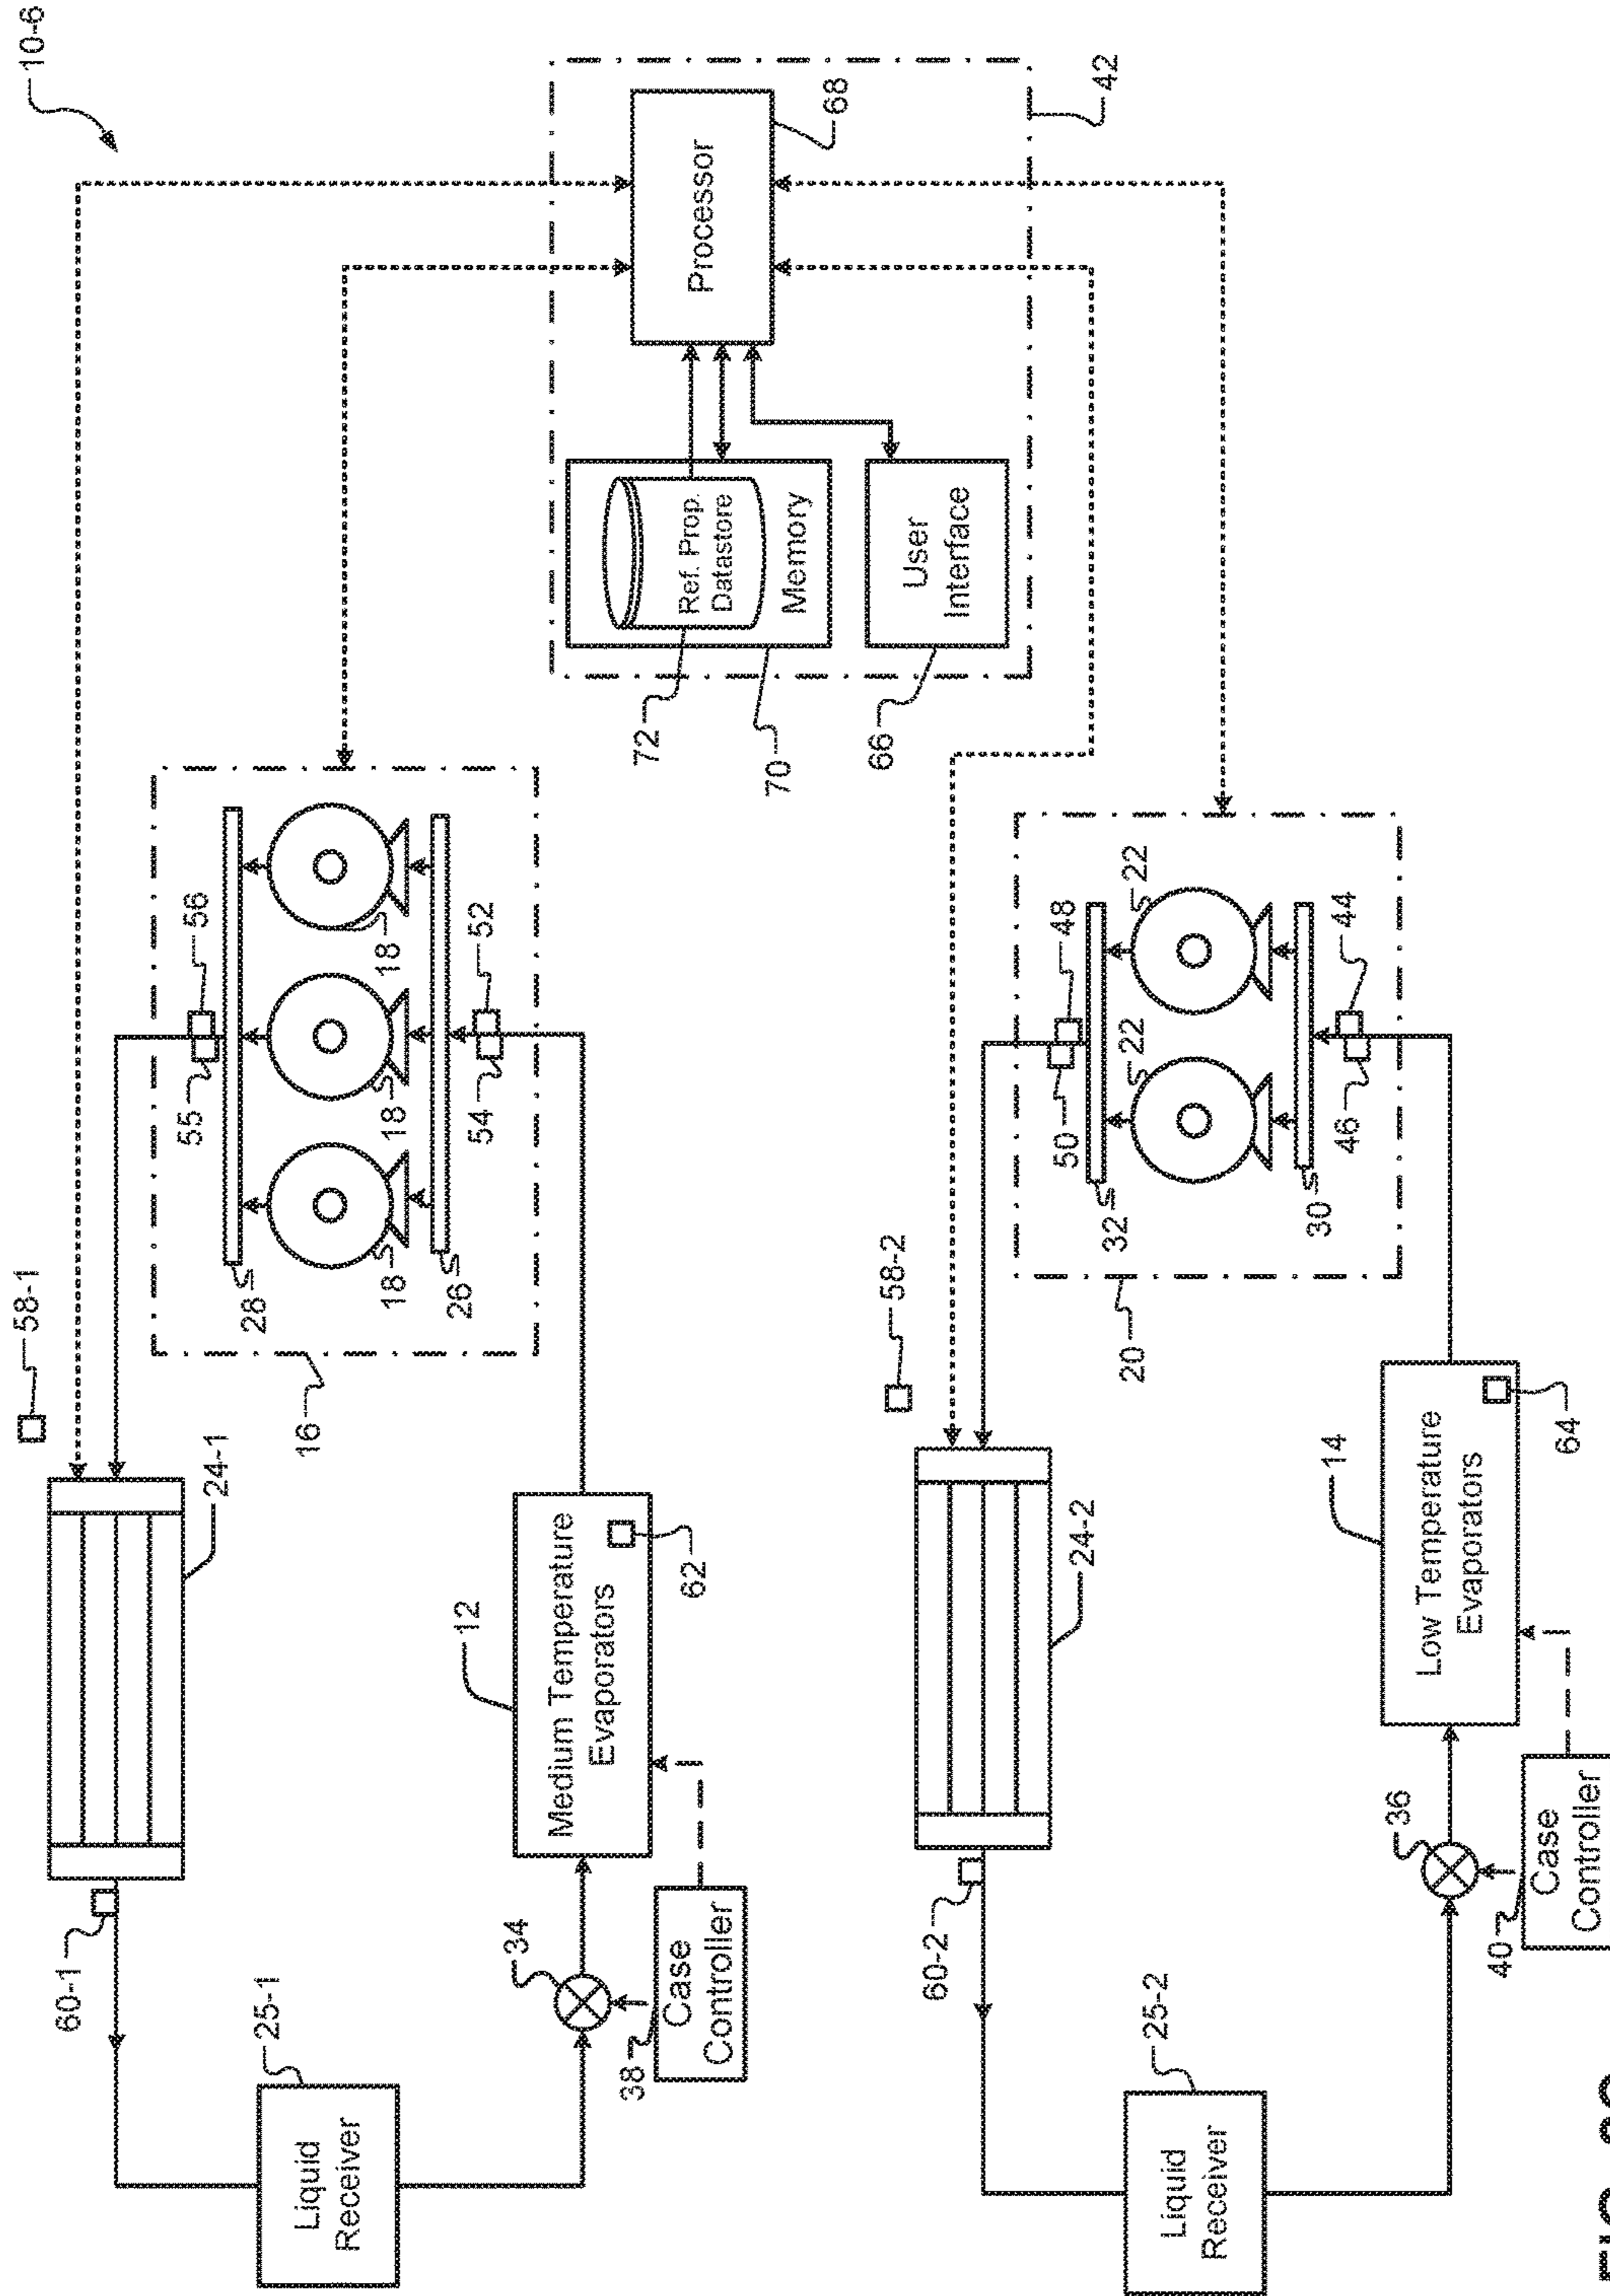 10-6
58-1
60-1
24-1
55
56
25-1
Liquid
Receiver
28
16
18
18
18
26
12
34
54
52
Medium Temperature
Evaporators
38
Case
Controller
62
72
Ref. Prop.
Datastore
Memory
70
Processor
68
66
User
Interface
42
58-2
60-2
24-2
50
48
25-2
Liquid
Receiver
32
20
22
22
30
14
36
46
44
Low Temperature
Evaporators
40
Case
Controller
64